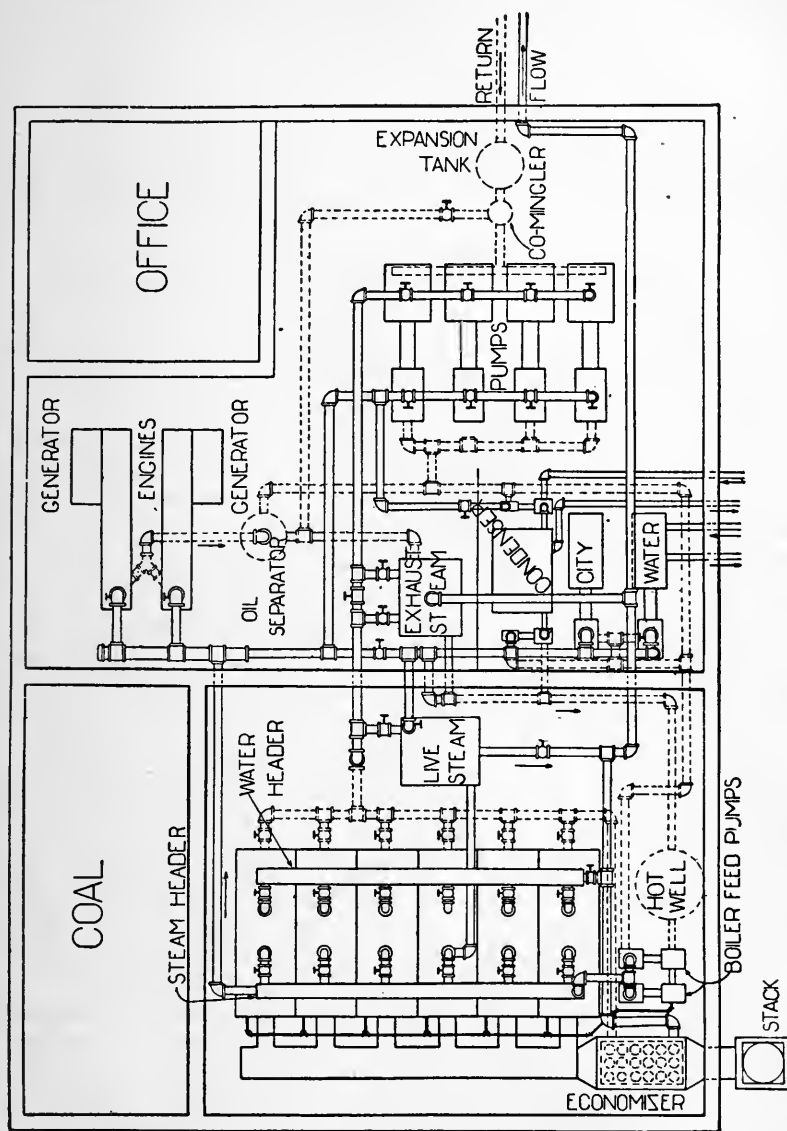 OFFICE
COAL
RETURN
FLOW
EXPANSION
TANK
CO-MINGLER
GENERATOR
ENGINES
GENERATOR
OIL
SEPARATOR
PUMPS
EXHAUST
STEAM
CONDENSER
CITY
WATER
WATER
HEADER
STEAM HEADER
LIVE
STEAM
HOT
WELL
BOILER FEED PUMPS
ECONOMIZER
STACK